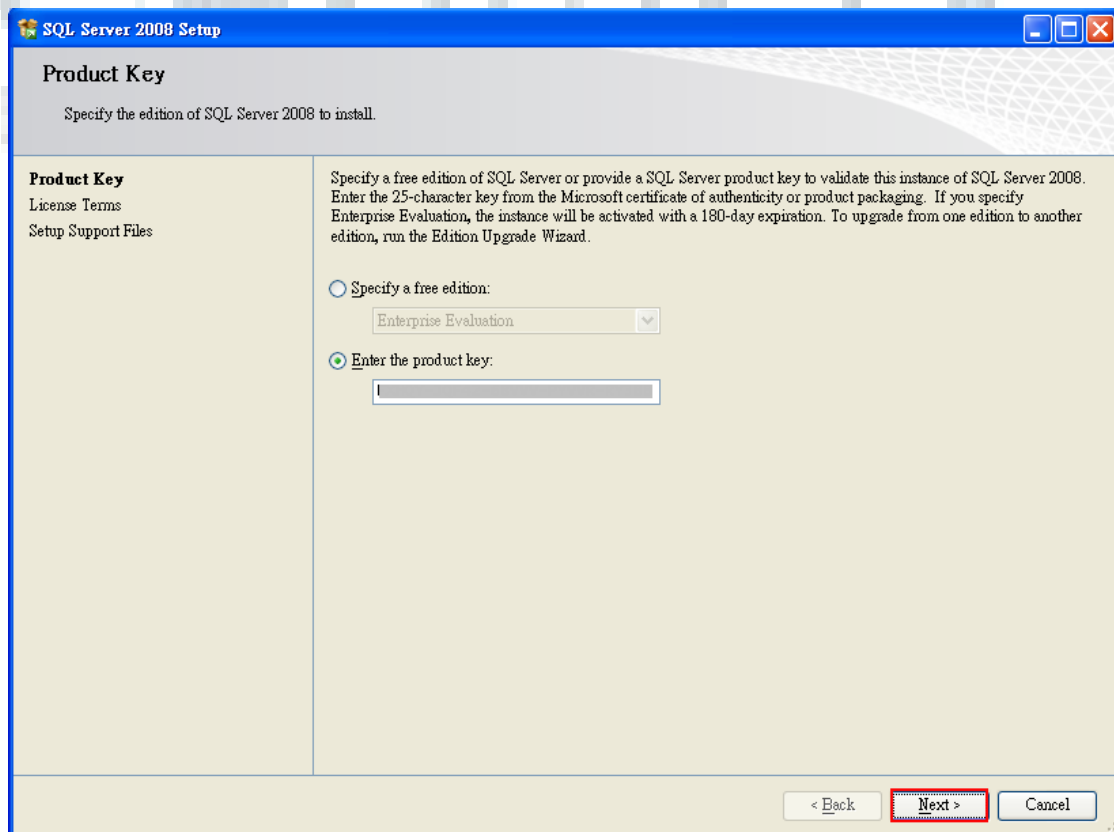 SQL Server 2008 Setup
Product Key
Specify the edition of SQL Server 2008 to install.
Product Key
License Terms
Setup Support Files
Specify a free edition of SQL Server or provide a SQL Server product key to validate this instance of SQL Server 2008.
Enter the 25-character key from the Microsoft certificate of authenticity or product packaging.  If you specify
Enterprise Evaluation, the instance will be activated with a 180-day expiration. To upgrade from one edition to another
edition, run the Edition Upgrade Wizard.
Specify a free edition:
Enterprise Evaluation
Enter the product key:
< Back
Next >
Cancel